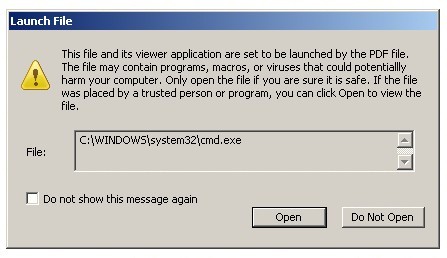 Launch File
This file and its viewer application are set to be launched by the PDF file.
The file may contain programs, macros, or viruses that could potentiallly
harm your computer. Only open the file if you are sure it is safe. If the file
was placed by a trusted person or program, you can click Open to view the
file.
File:
C:\WINDOWS\system32\cmd.exe
Do not show this message again
Open
Do Not Open